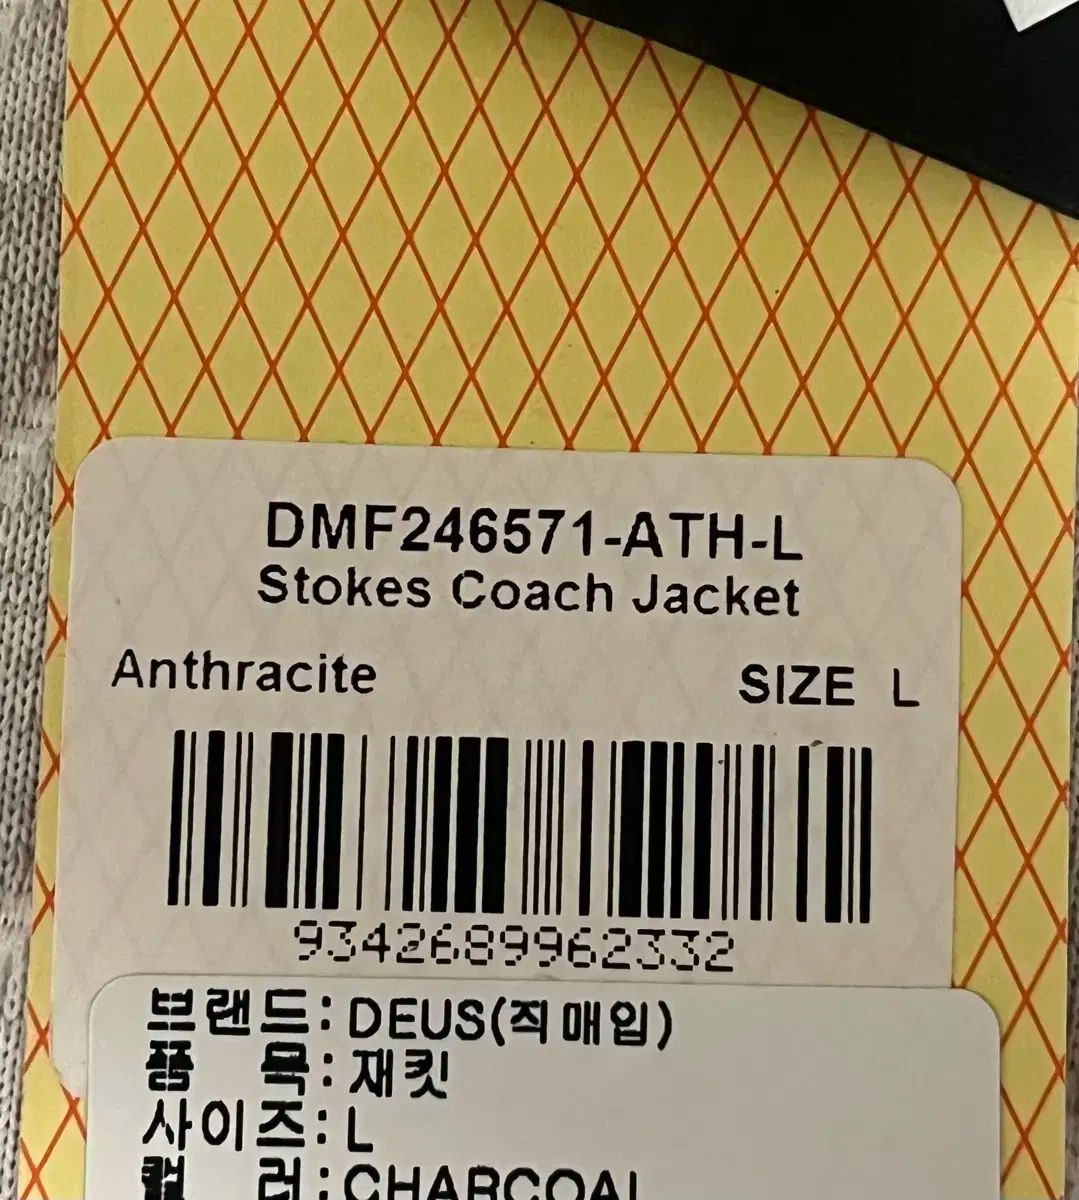 DMF246571-ATH-L
Stokes Coach Jacket
Anthracite SIZE L
9342689962332
브랜드: DEUS(직매입)
품 목: 재킷
사이즈: L
컬 러: CHARCOAL